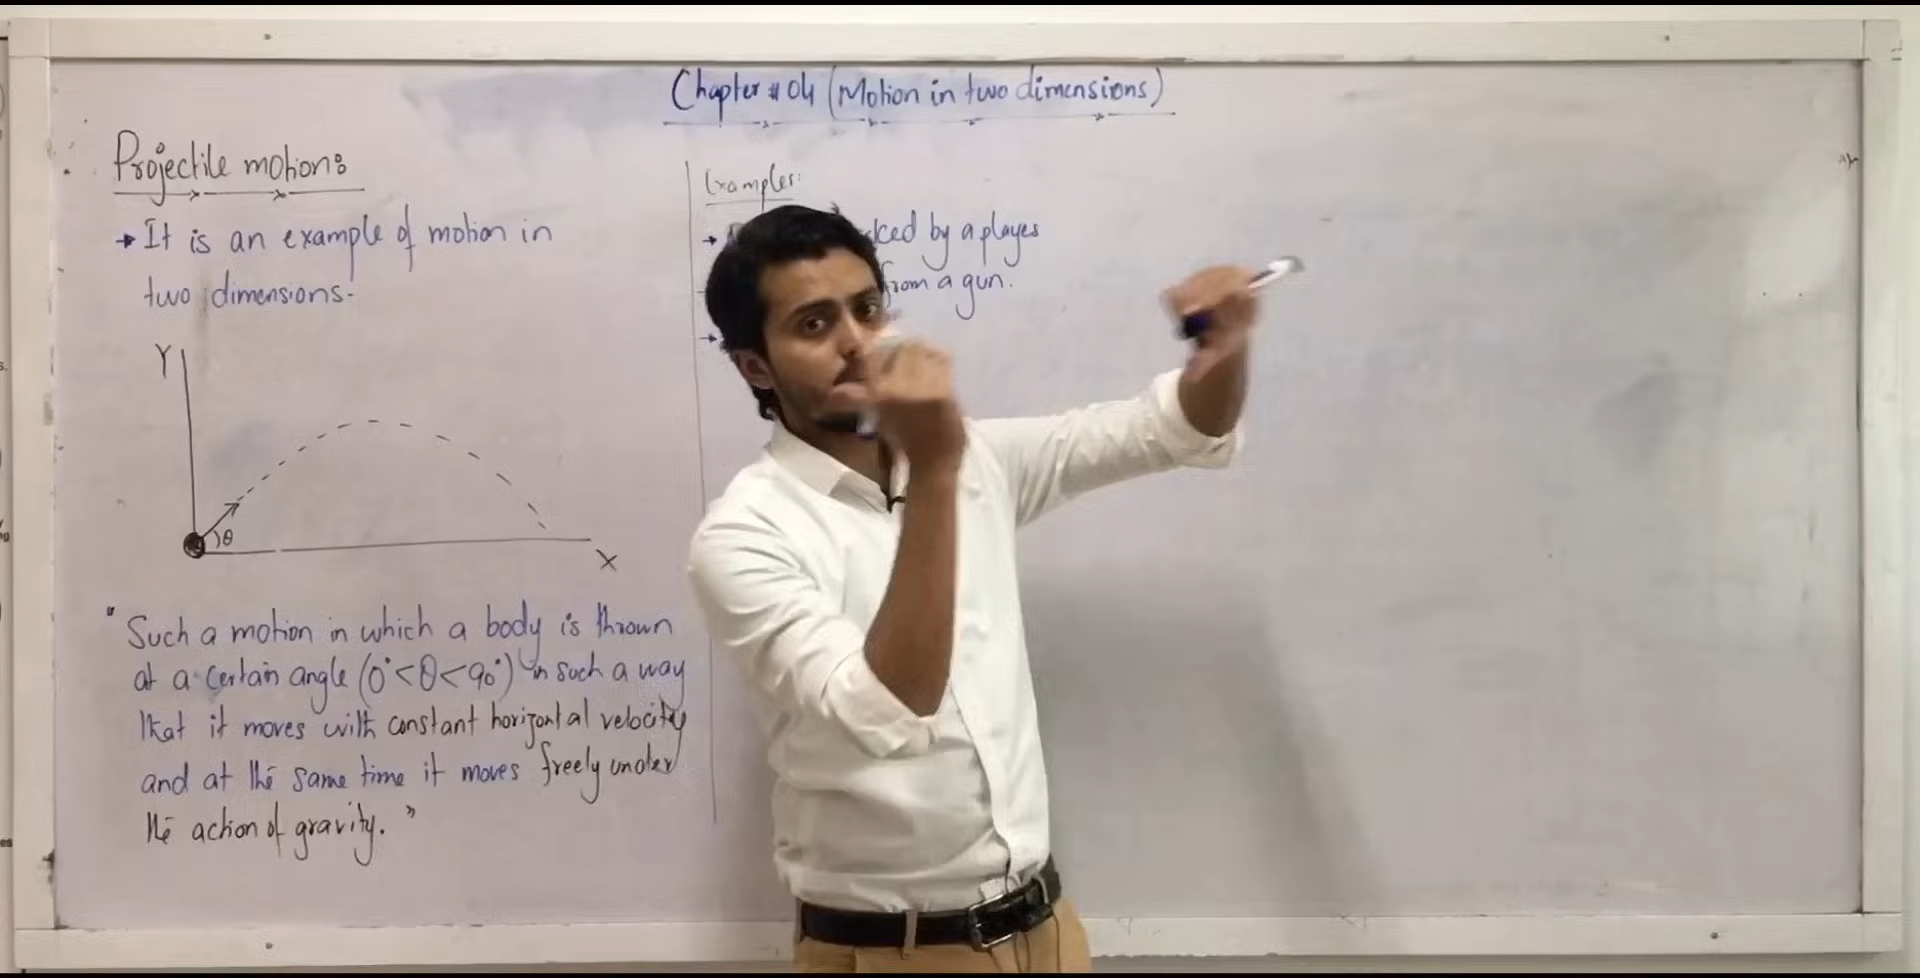 Chapter # 04 (Motion in two dimensions)
Projectile motion:
→ It is an example of motion in
two dimensions.
Y
θ
X
" Such a motion in which a body is thrown
at a certain angle (0°<θ<90°) in such a way
that it moves with constant horizontal velocity
and at the same time it moves freely under
the action of gravity. "
Examples:
→ by a player
from a gun.
→